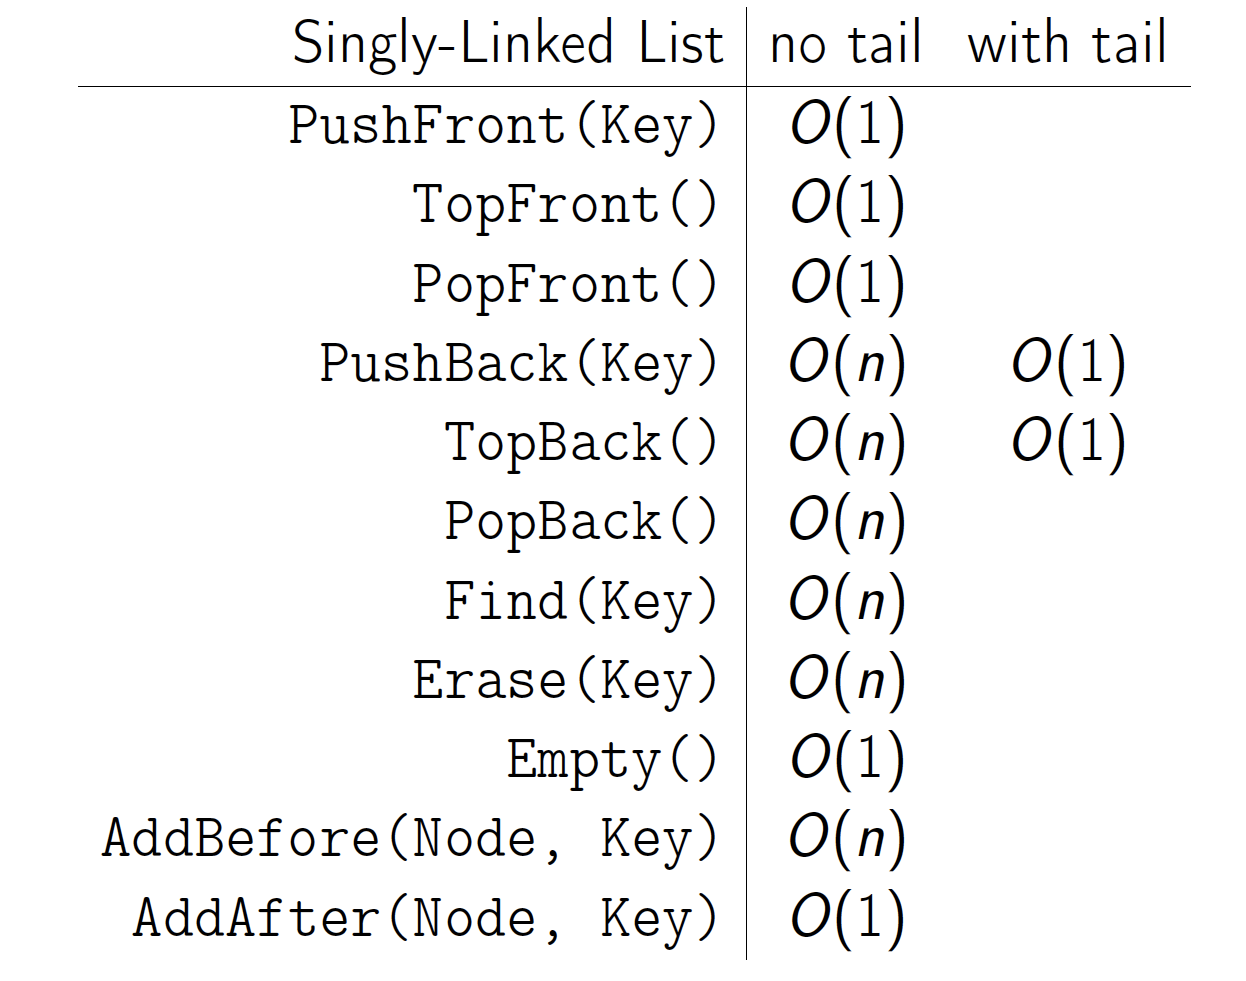 Singly-Linked List no tail with tail
PushFront(Key) O(1)
TopFront() O(1)
PopFront() O(1)
PushBack(Key) O(n) O(1)
TopBack() O(n) O(1)
PopBack() O(n)
Find(Key) O(n)
Erase(Key) O(n)
Empty() O(1)
AddBefore(Node, Key) O(n)
AddAfter(Node, Key) O(1)